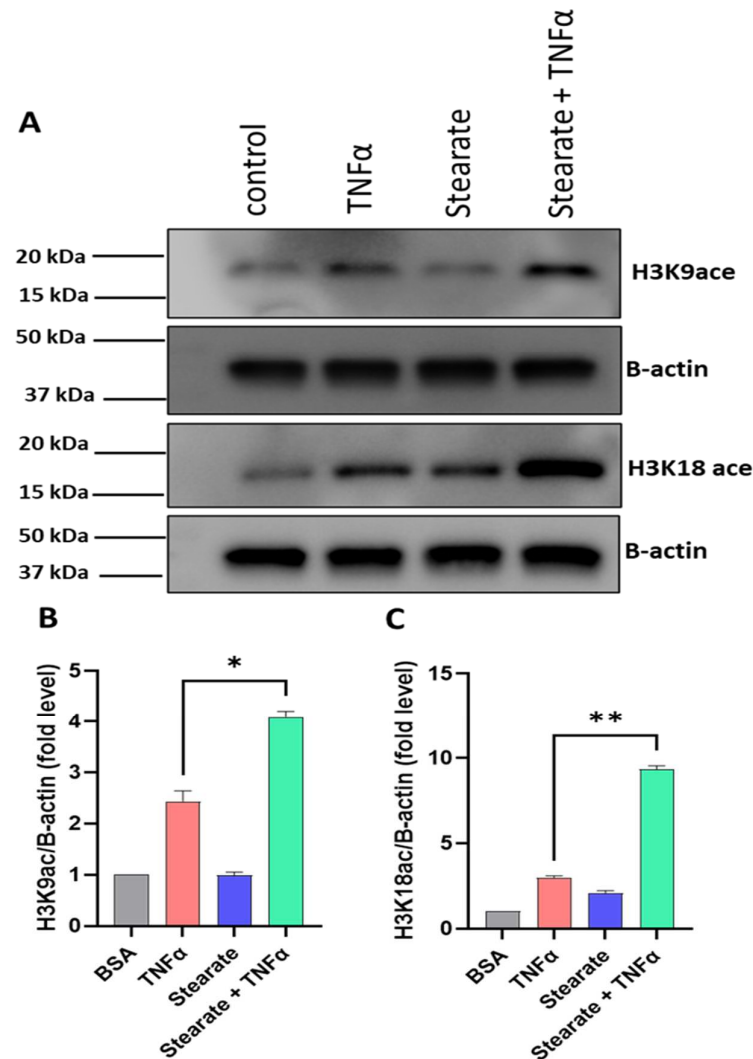 A
control
TNFα
Stearate
Stearate + TNFα
20 kDa
15 kDa
H3K9ace
50 kDa
37 kDa
B-actin
20 kDa
15 kDa
H3K18 ace
50 kDa
37 kDa
B-actin
B
H3K9ac/B-actin (fold level)
5
4
3
2
1
0
*
BSA
TNFα
Stearate
Stearate + TNFα
C
H3K18ac/B-actin (fold level)
15
10
5
0
**
BSA
TNFα
Stearate
Stearate + TNFα